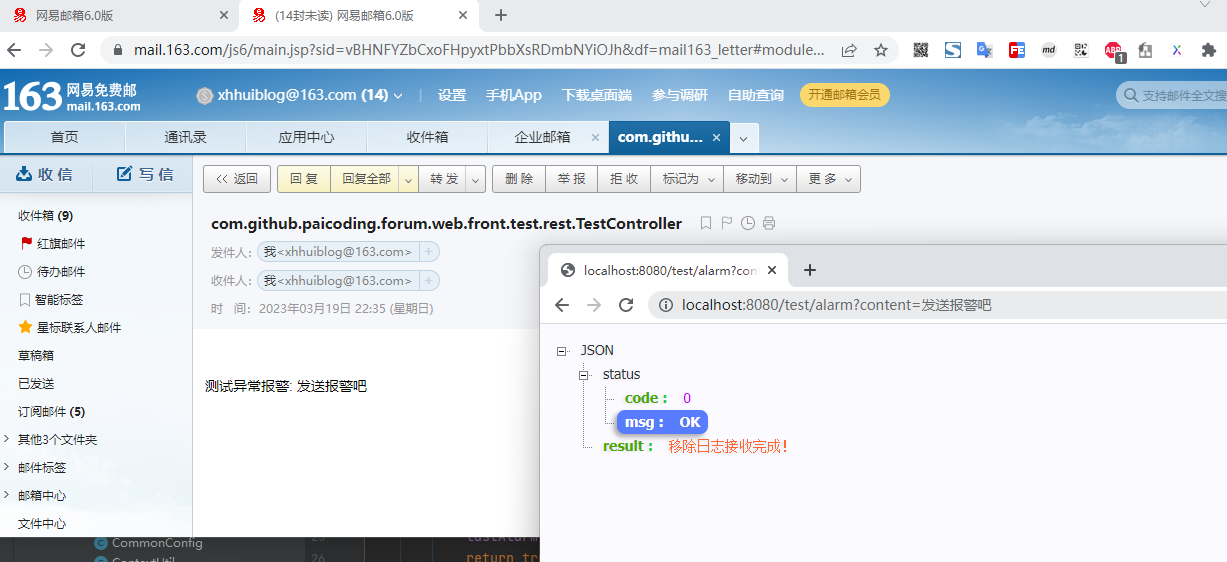 网易邮箱6.0版
(14封未读) 网易邮箱6.0版
mail.163.com/js6/main.jsp?sid=vBHNFYZbCxoFHpyxtPbbXsRDmbNYiOJh&df=mail163_letter#module...
163 网易免费邮
mail.163.com
xhhuiblog@163.com (14)
设置
手机App
下载桌面端
参与调研
自助查询
开通邮箱会员
支持邮件全文搜
首页
通讯录
应用中心
收件箱
企业邮箱
com.githu...
收 信
写 信
<< 返回
回 复
回复全部
转 发
删 除
举 报
拒 收
标记为
移动到
更 多
收件箱 (9)
红旗邮件
待办邮件
智能标签
星标联系人邮件
草稿箱
已发送
订阅邮件 (5)
其他3个文件夹
邮件标签
邮箱中心
文件中心
com.github.paicoding.forum.web.front.test.rest.TestController
发件人: 我<xhhuiblog@163.com> +
收件人: 我<xhhuiblog@163.com> +
时 间: 2023年03月19日 22:35 (星期日)
测试异常报警: 发送报警吧
localhost:8080/test/alarm?con
localhost:8080/test/alarm?content=发送报警吧
JSON
status
code : 0
msg : OK
result : 移除日志接收完成!
CommonConfig
26
return tr
ABP
1
FE
md